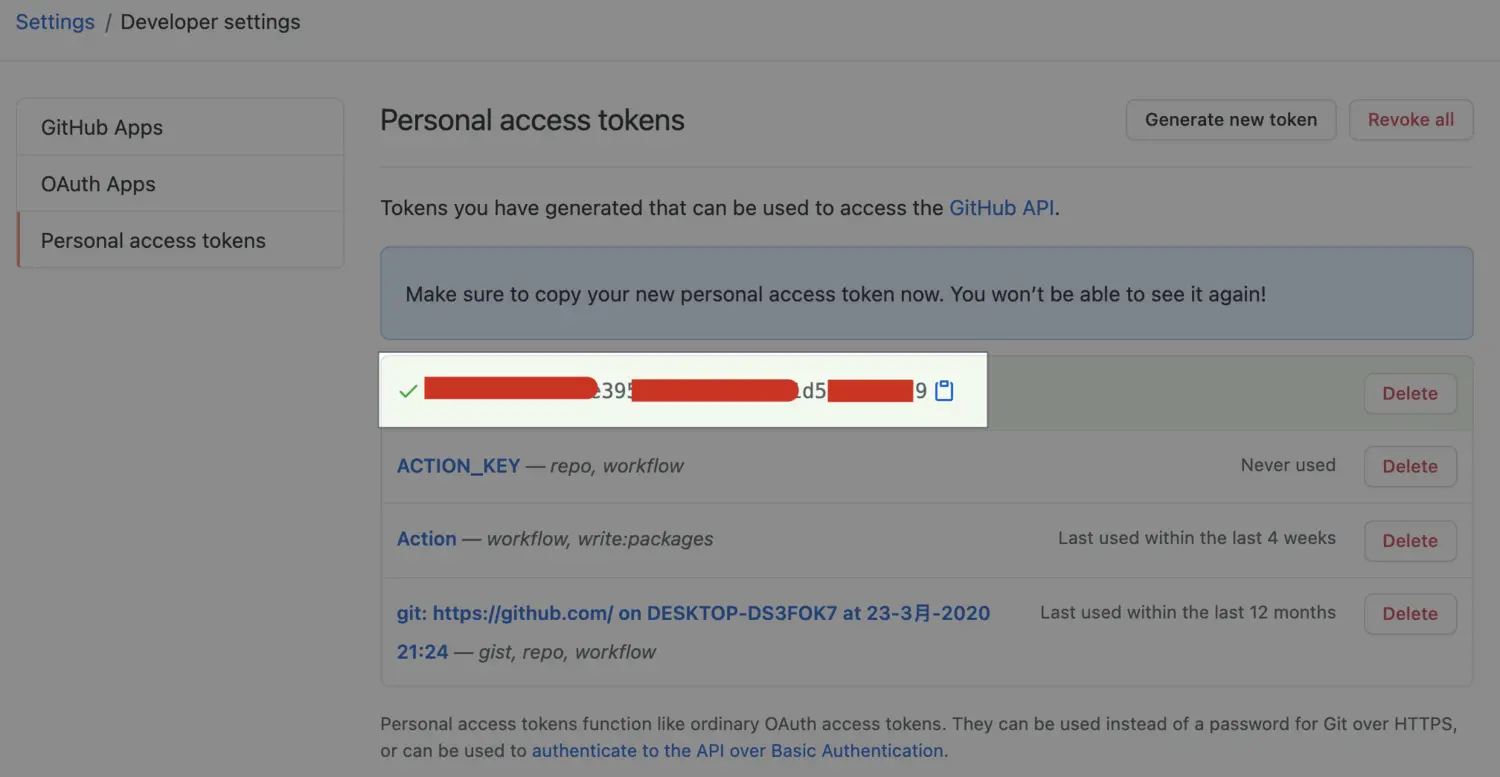 Settings / Developer settings
GitHub Apps
OAuth Apps
Personal access tokens
Personal access tokens
Generate new token
Revoke all
Tokens you have generated that can be used to access the GitHub API.
Make sure to copy your new personal access token now. You won’t be able to see it again!
Delete
ACTION_KEY — repo, workflow
Never used
Delete
Action — workflow, write:packages
Last used within the last 4 weeks
Delete
git: https://github.com/ on DESKTOP-DS3FOK7 at 23-3月-2020
21:24 — gist, repo, workflow
Last used within the last 12 months
Delete
Personal access tokens function like ordinary OAuth access tokens. They can be used instead of a password for Git over HTTPS,
or can be used to authenticate to the API over Basic Authentication.